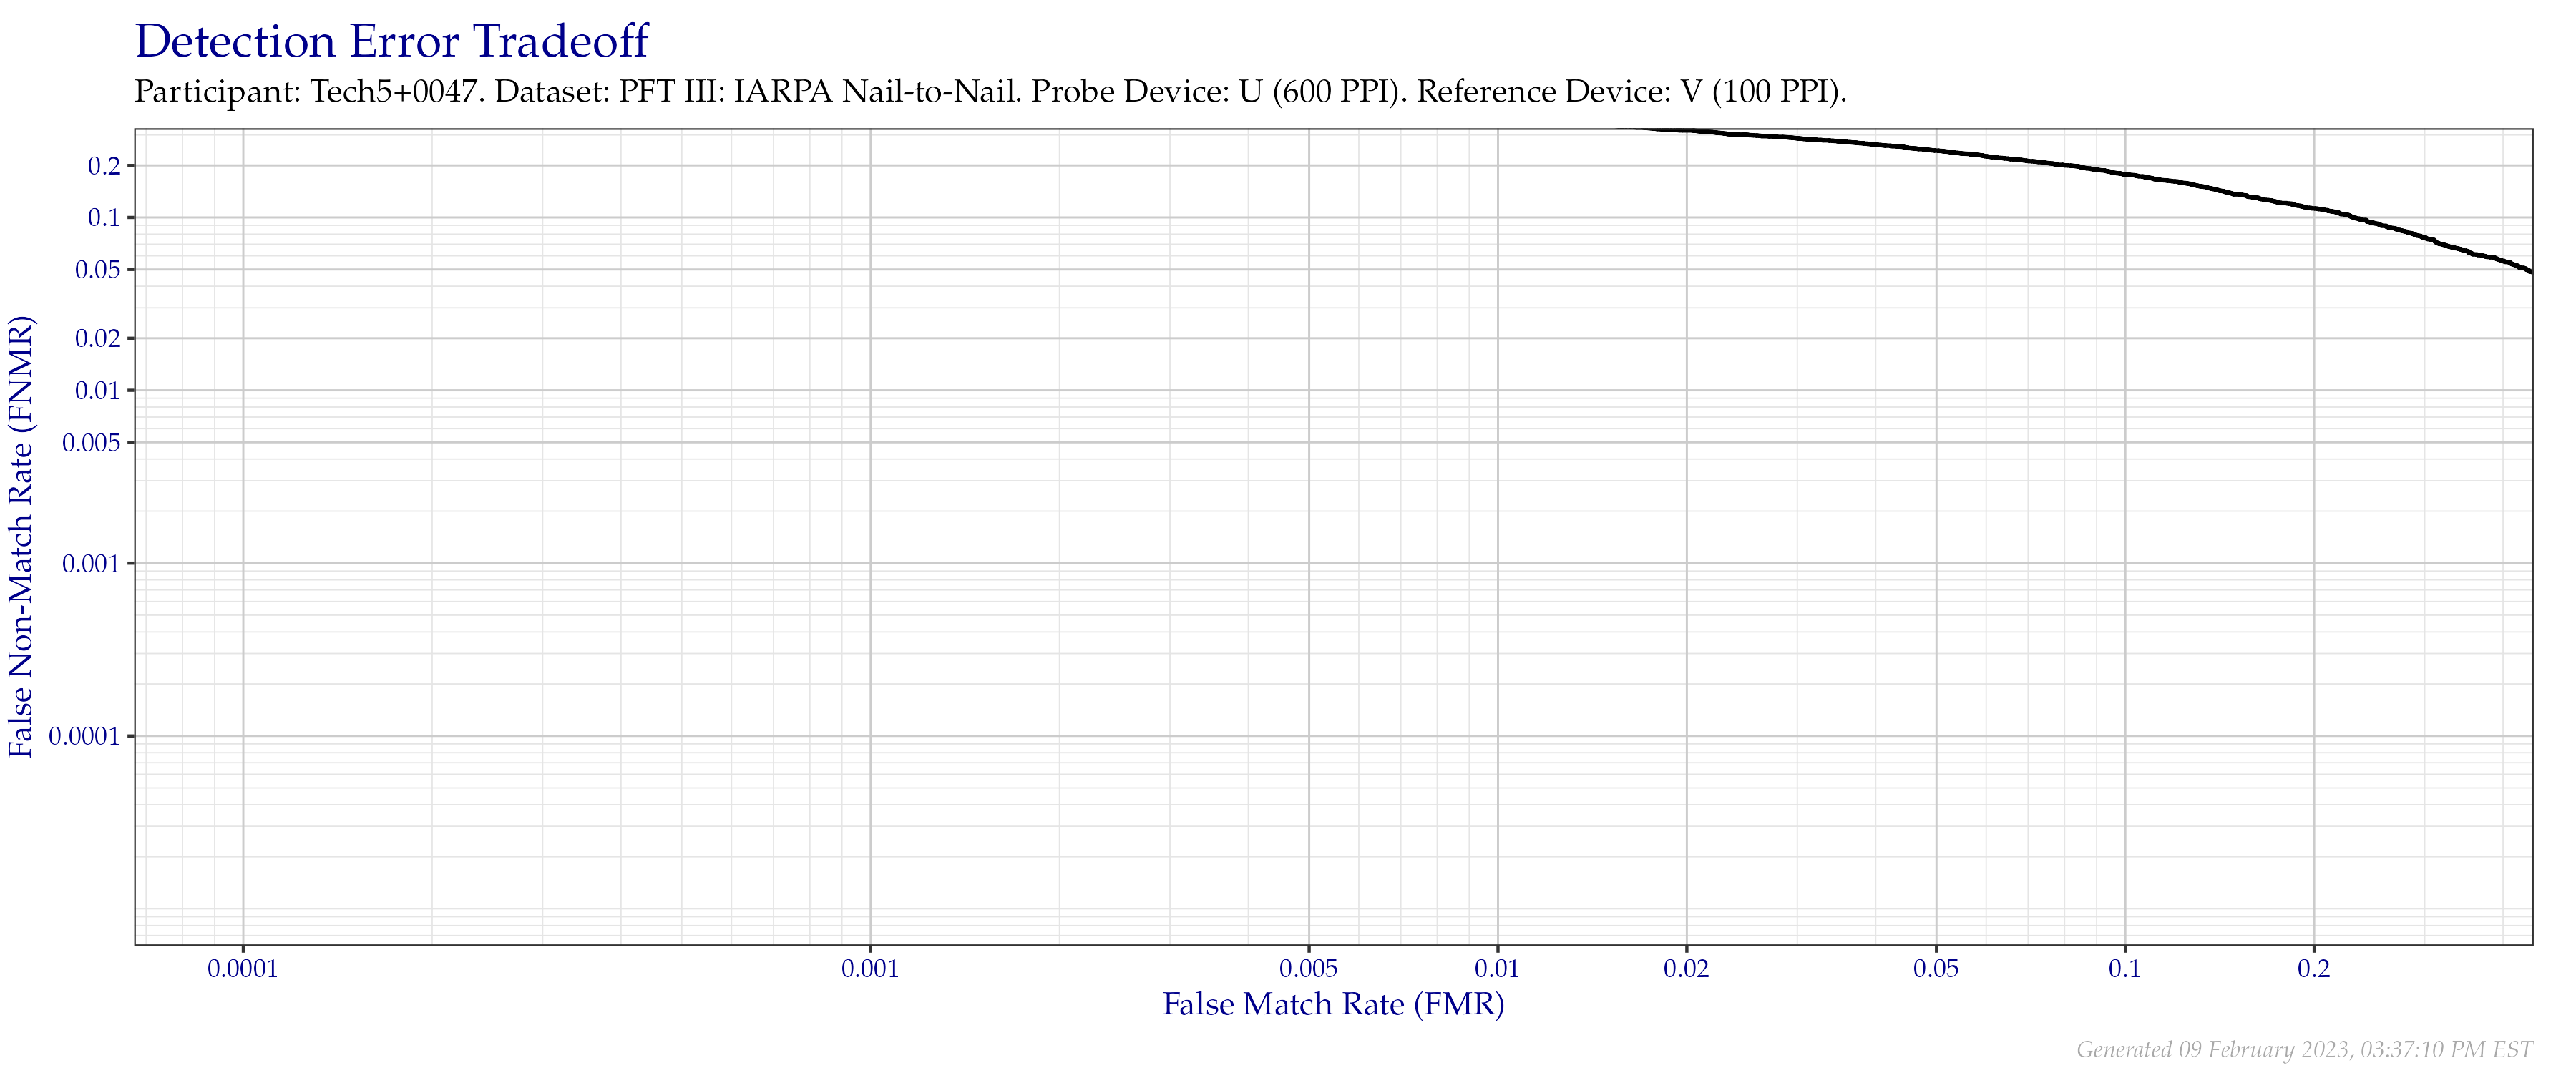 Detection Error Tradeoff
Participant: Tech5+0047. Dataset: PFT III: IARPA Nail-to-Nail. Probe Device: U (600 PPI). Reference Device: V (100 PPI).
False Non-Match Rate (FNMR)
0.2
0.1
0.05
0.02
0.01
0.005
0.001
0.0001
0.0001 0.001 0.005 0.01 0.02 0.05 0.1 0.2
False Match Rate (FMR)
Generated 09 February 2023, 03:37:10 PM EST